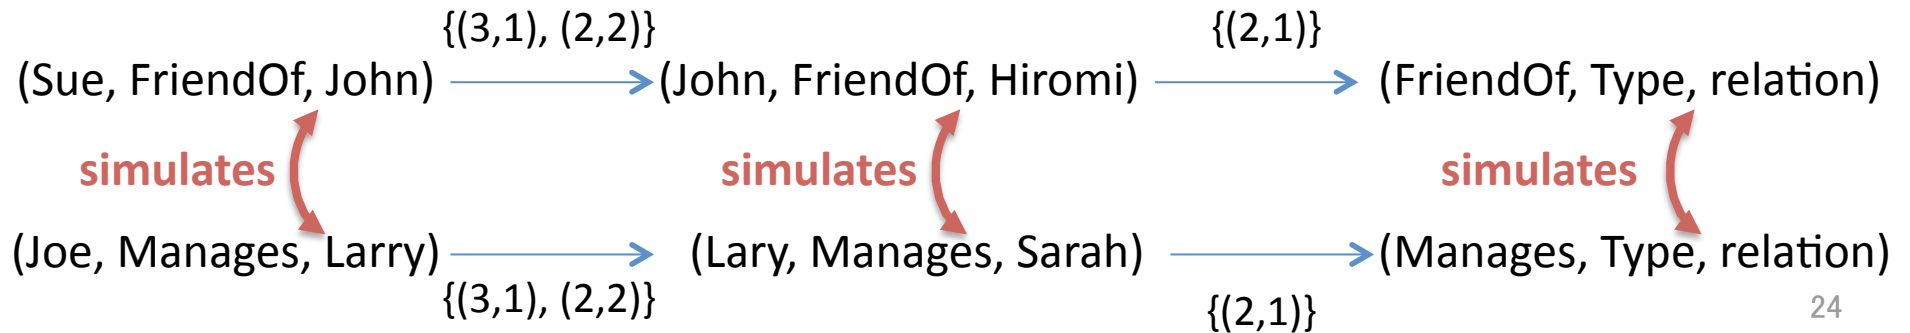 {(3,1), (2,2)} {(2,1)}
(Sue, FriendOf, John) (John, FriendOf, Hiromi) (FriendOf, Type, relation)
simulates simulates simulates
(Joe, Manages, Larry) (Lary, Manages, Sarah) (Manages, Type, relation)
{(3,1), (2,2)} {(2,1)} 24